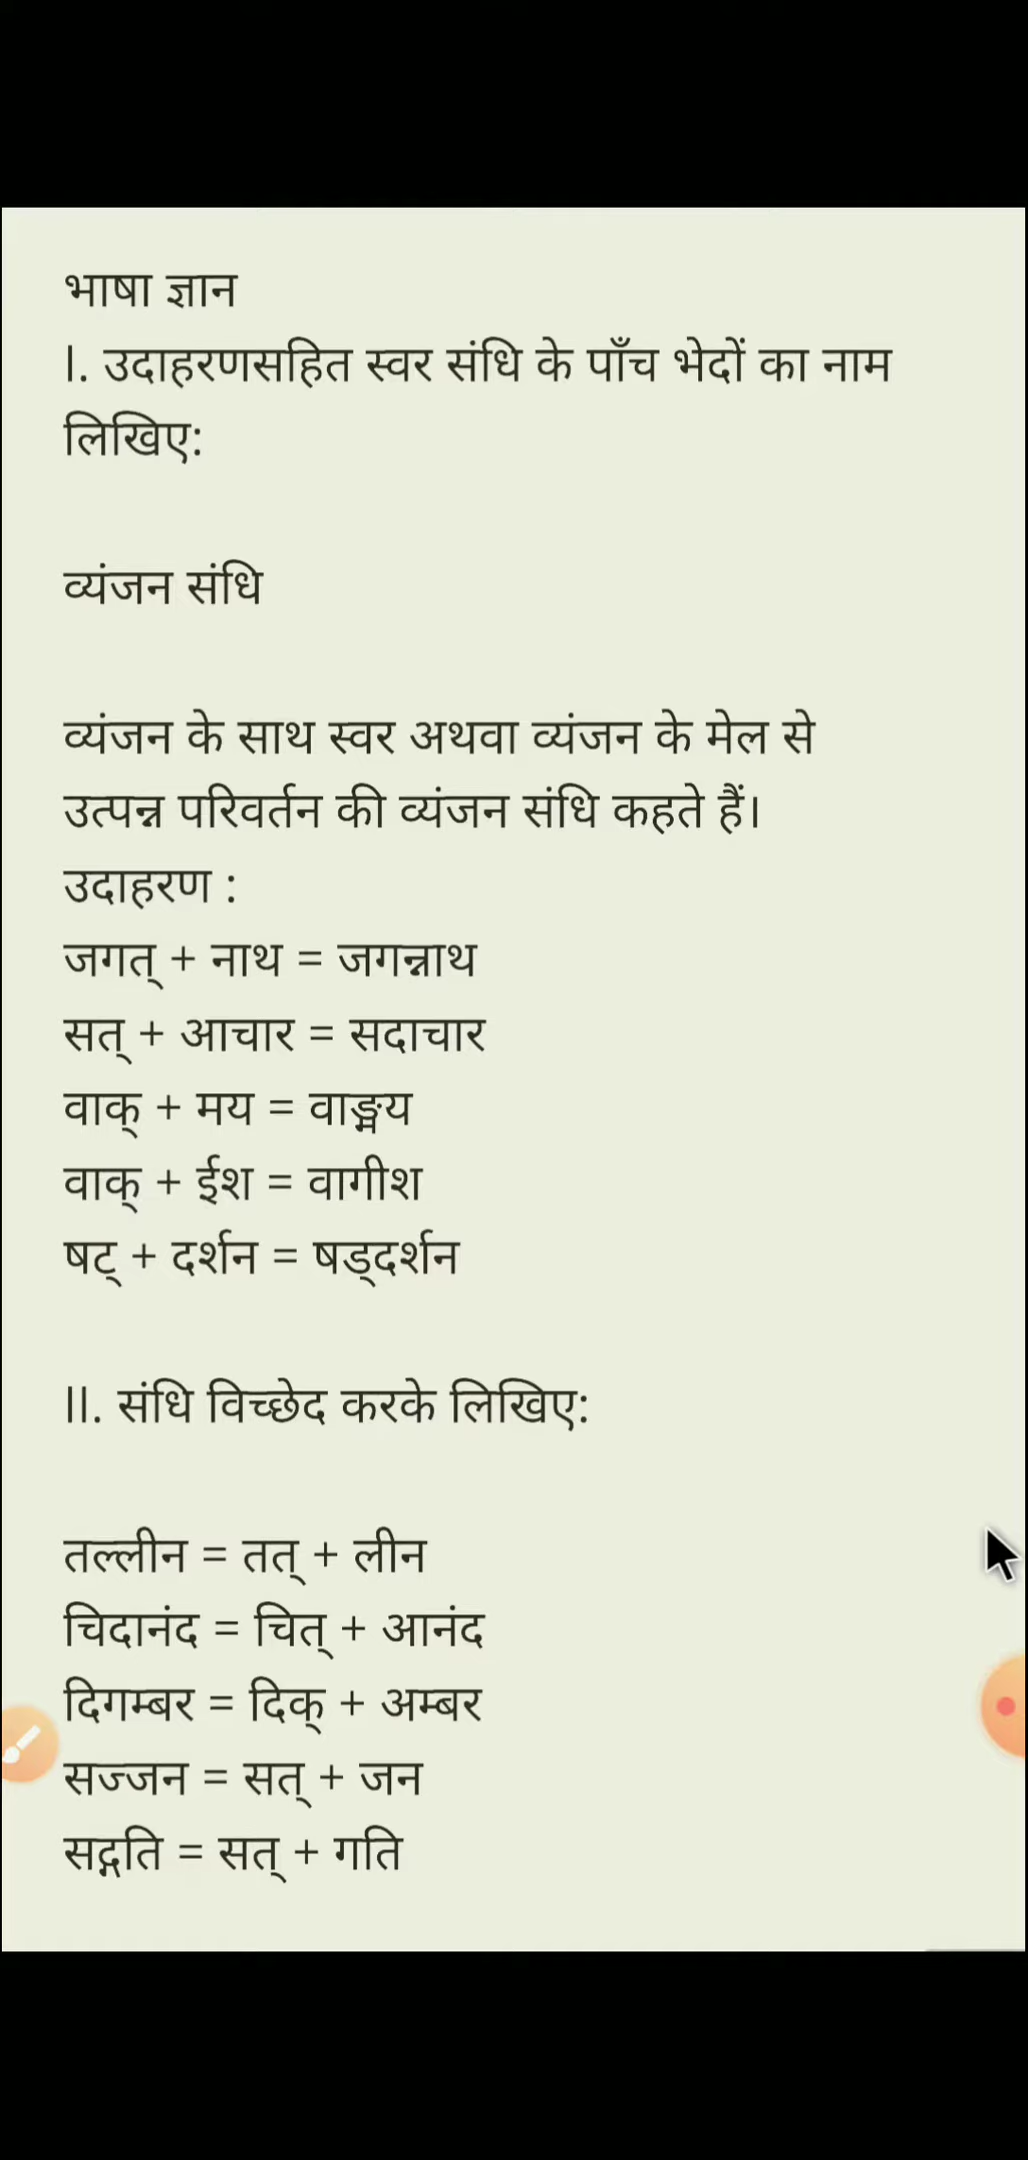 भाषा ज्ञान
I. उदाहरणसहित स्वर संधि के पाँच भेदों का नाम
लिखिए:
व्यंजन संधि
व्यंजन के साथ स्वर अथवा व्यंजन के मेल से
उत्पन्न परिवर्तन की व्यंजन संधि कहते हैं।
उदाहरण :
जगत् + नाथ = जगन्नाथ
सत् + आचार = सदाचार
वाक् + मय = वाङ्मय
वाक् + ईश = वागीश
षट् + दर्शन = षड्दर्शन
II. संधि विच्छेद करके लिखिए:
तल्लीन = तत् + लीन
चिदानंद = चित् + आनंद
दिगम्बर = दिक् + अम्बर
सज्जन = सत् + जन
सद्गति = सत् + गति